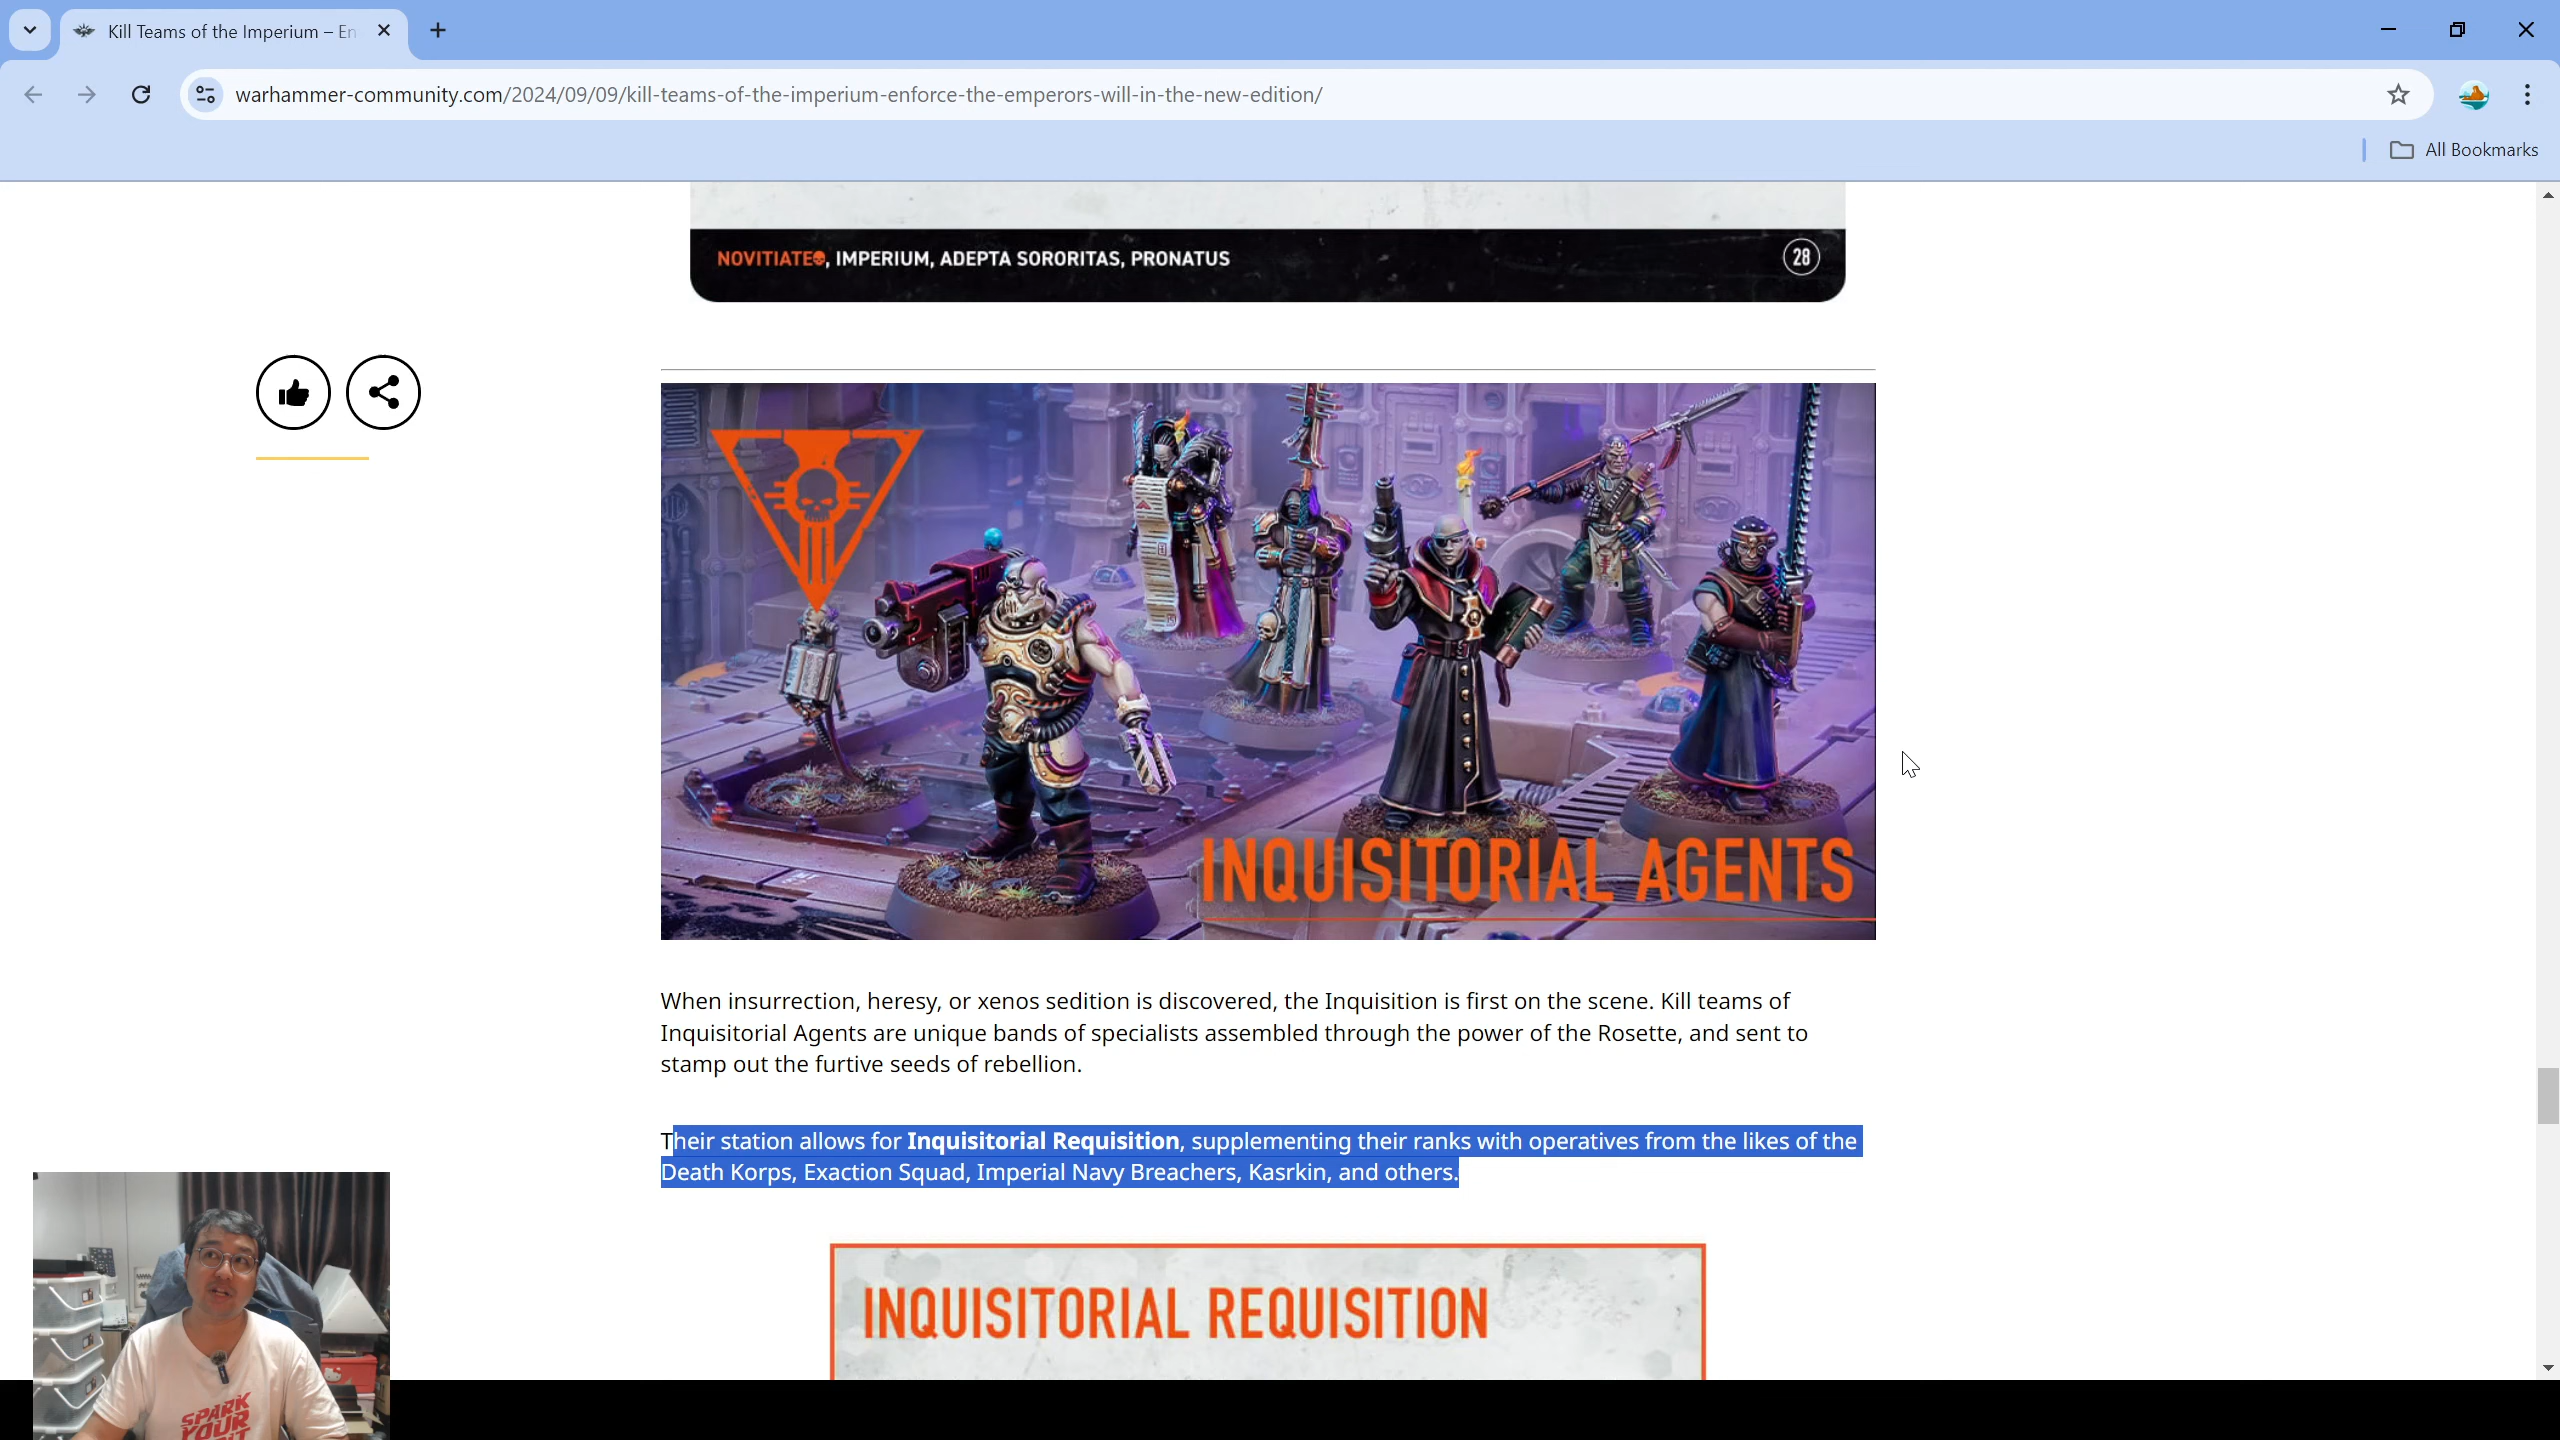 Kill Teams of the Imperium – En
warhammer-community.com/2024/09/09/kill-teams-of-the-imperium-enforce-the-emperors-will-in-the-new-edition/
All Bookmarks
NOVITIATE, IMPERIUM, ADEPTA SORORITAS, PRONATUS
28
INQUISITORIAL AGENTS
When insurrection, heresy, or xenos sedition is discovered, the Inquisition is first on the scene. Kill teams of
Inquisitorial Agents are unique bands of specialists assembled through the power of the Rosette, and sent to
stamp out the furtive seeds of rebellion.
Their station allows for Inquisitorial Requisition, supplementing their ranks with operatives from the likes of the
Death Korps, Exaction Squad, Imperial Navy Breachers, Kasrkin, and others.
INQUISITORIAL REQUISITION
SPARK
YOUR